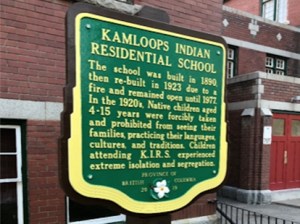 KAMLOOPS INDIAN
RESIDENTIAL SCHOOL
The school was built in 1890,
then re-built in 1923 due to a
fire and remained open until 1977.
In the 1920s, Native children aged
4-15 years were forcibly taken
and prohibited from seeing their
families, practicing their languages,
cultures, and traditions. Children
attending K.I.R.S. experienced
extreme isolation and segregation.
PROVINCE OF
BRITISH COLUMBIA
20 15